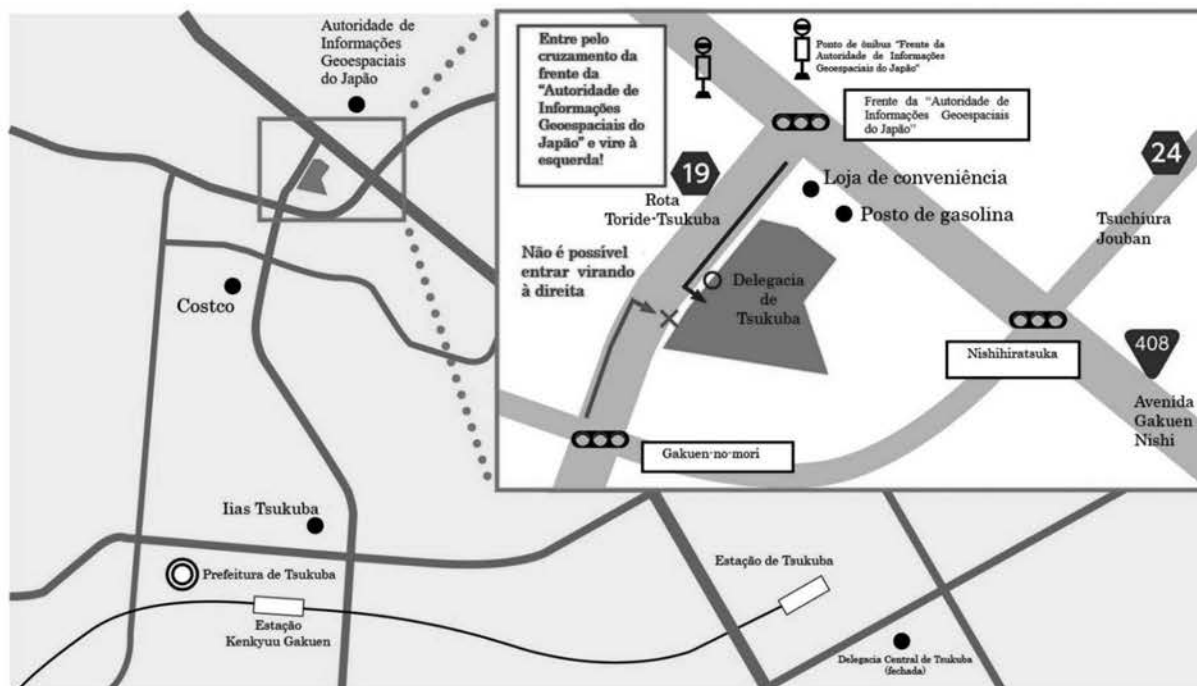 Autoridade de
Informações
Geoespaciais
do Japão
Costco
Iias Tsukuba
Prefeitura de Tsukuba
Estação
Kenkyuu Gakuen
Estação de Tsukuba
Delegacia Central de Tsukuba
(fechada)
Entre pelo
cruzamento da
frente da
"Autoridade de
Informações
Geoespaciais do
Japão" e vire à
esquerda!
Ponto de ônibus "Frente da
Autoridade de Informações
Geoespaciais do Japão"
Frente da "Autoridade de
Informações Geoespaciais
do Japão"
19
Rota
Toride-Tsukuba
Loja de conveniência
Posto de gasolina
24
Tsuchiura
Jouban
Não é possível
entrar virando
à direita
Delegacia
de
Tsukuba
Nishihiratsuka
408
Avenida
Gakuen
Nishi
Gakuen-no-mori